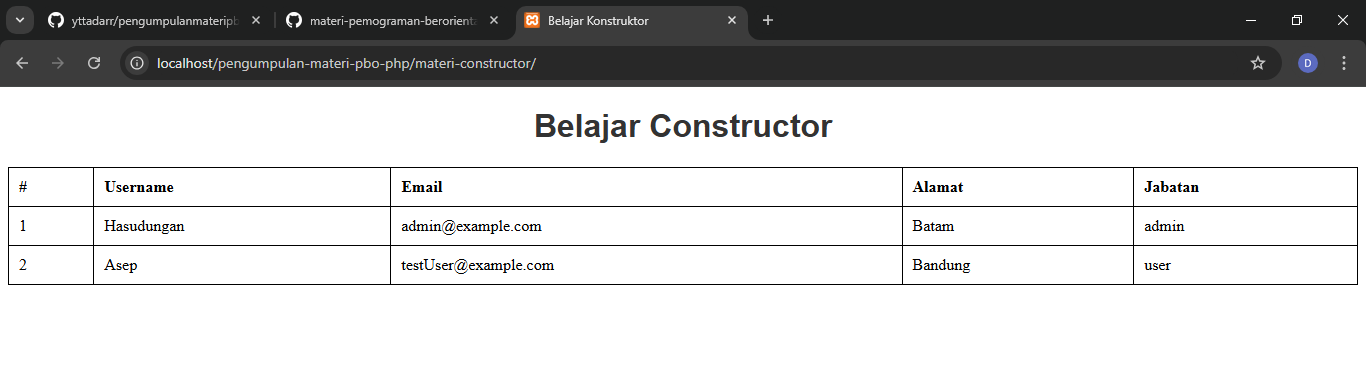 yttadarr/pengumpulanmateripb
materi-pemograman-berorienta
Belajar Konstruktor
localhost/pengumpulan-materi-pbo-php/materi-constructor/
D
Belajar Constructor
# Username Email Alamat Jabatan
1 Hasudungan admin@example.com Batam admin
2 Asep testUser@example.com Bandung user